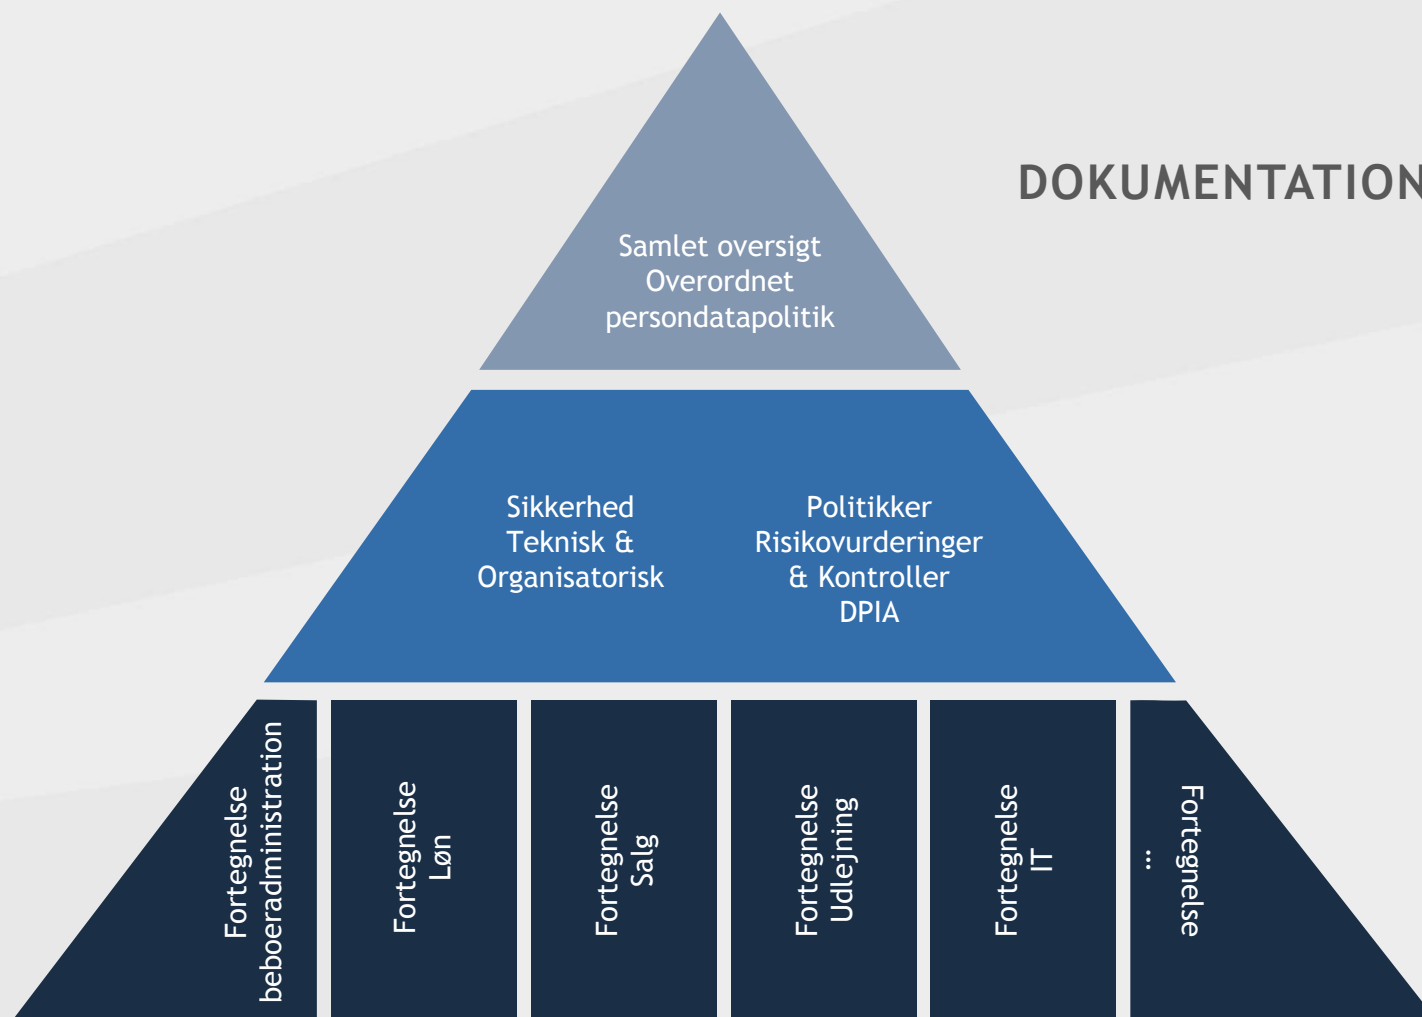 DOKUMENTATION
Samlet oversigt
Overordnet
persondatapolitik
Sikkerhed
Teknisk &
Organisatorisk
Politikker
Risikovurderinger
& Kontroller
DPIA
Fortegnelse
beboeradministration
Fortegnelse
Løn
Fortegnelse
Salg
Fortegnelse
Udlejning
Fortegnelse
IT
Fortegnelse
...